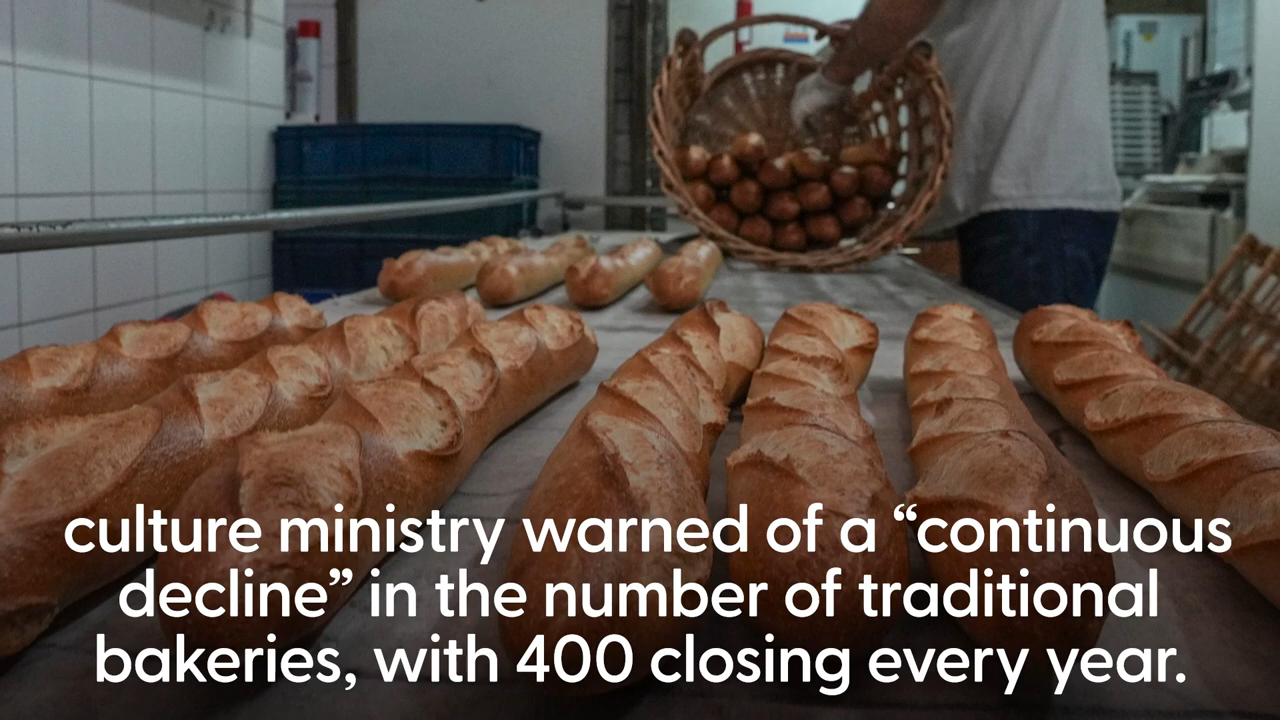 culture ministry warned of a “continuous
decline” in the number of traditional
bakeries, with 400 closing every year.